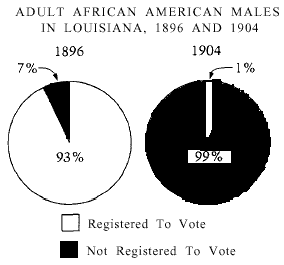 ADULT AFRICAN AMERICAN MALES
IN LOUISIANA, 1896 AND 1904
1896
1904
7%
1%
93%
99%
Registered To Vote
Not Registered To Vote